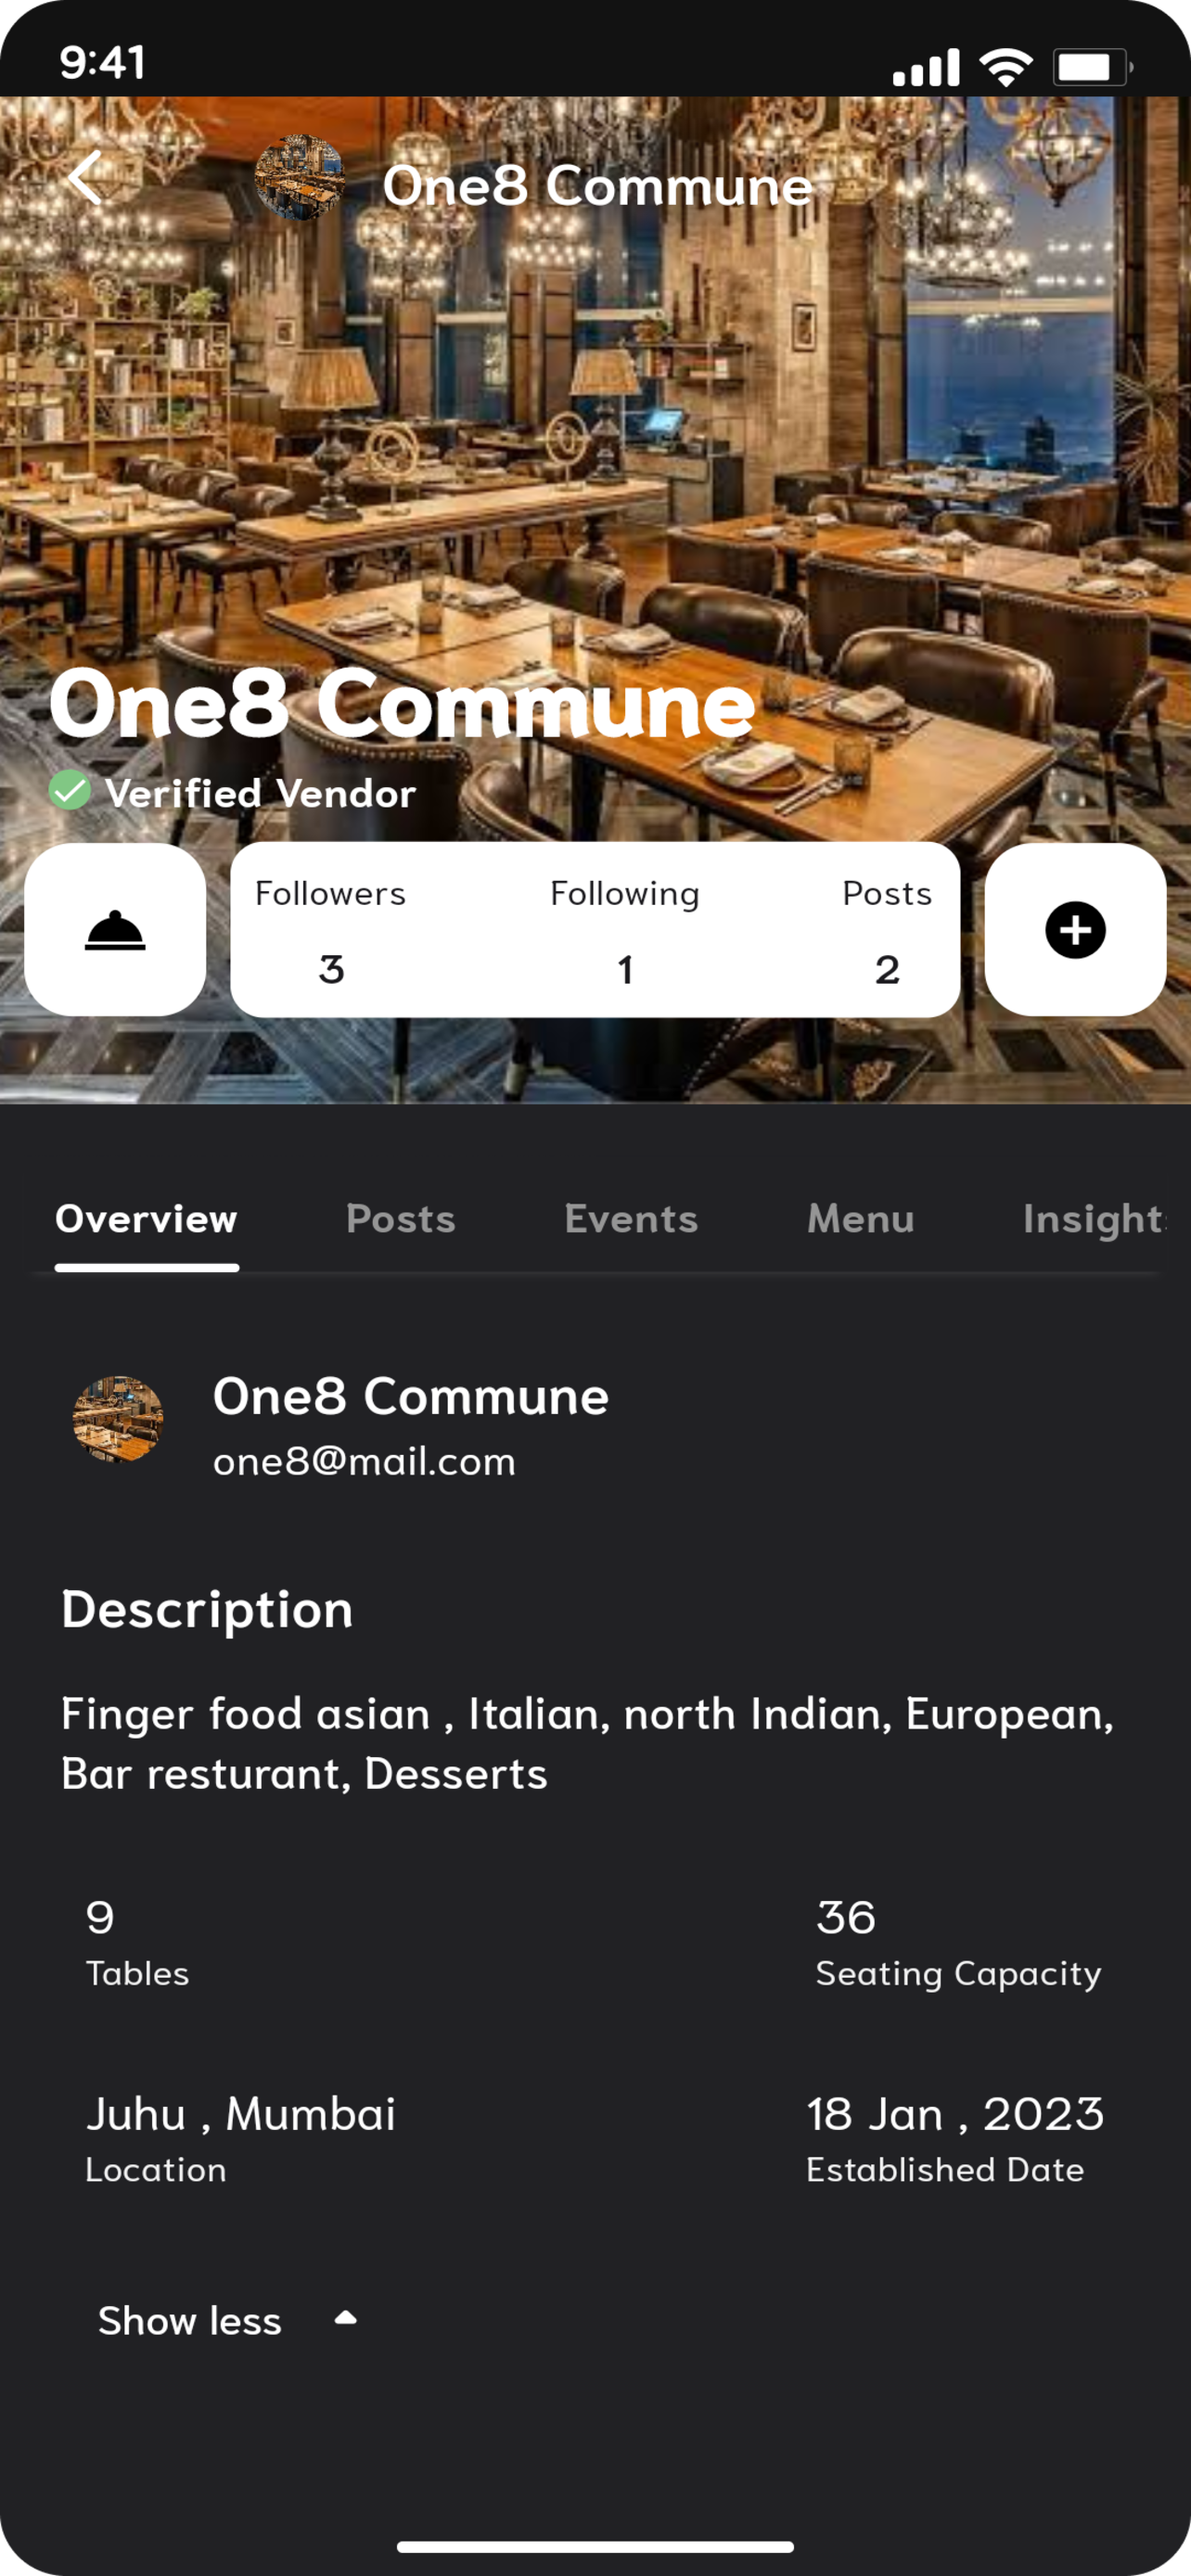 9:41
One8 Commune
One8 Commune
Verified Vendor
Followers Following Posts
3 1 2
Overview Posts Events Menu Insight
One8 Commune
one8@mail.com
Description
Finger food asian , Italian, north Indian, European,
Bar resturant, Desserts
9 36
Tables Seating Capacity
Juhu , Mumbai 18 Jan , 2023
Location Established Date
Show less